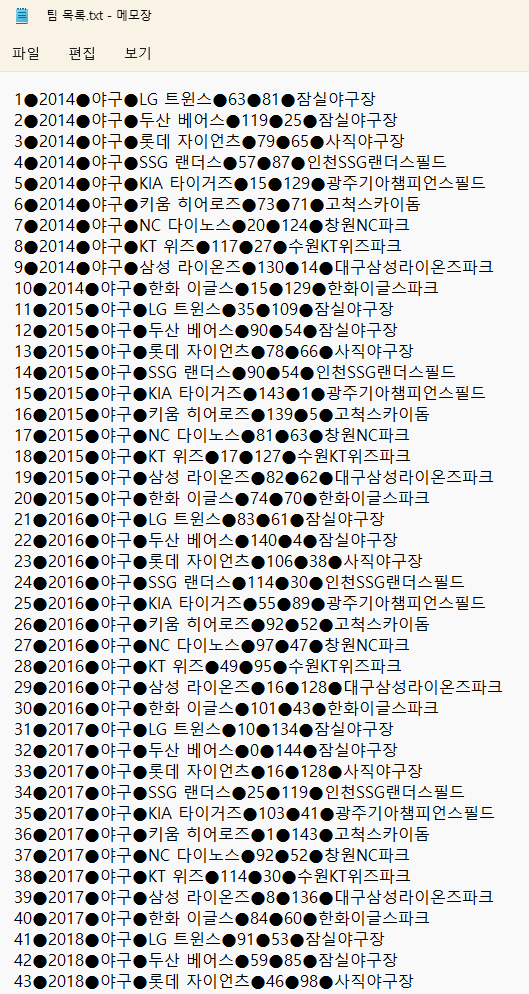 팀 목록.txt - 메모장
파일 편집 보기
1●2014●야구●LG 트윈스●63●81●잠실야구장
2●2014●야구●두산 베어스●119●25●잠실야구장
3●2014●야구●롯데 자이언츠●79●65●사직야구장
4●2014●야구●SSG 랜더스●57●87●인천SSG랜더스필드
5●2014●야구●KIA 타이거즈●15●129●광주기아챔피언스필드
6●2014●야구●키움 히어로즈●73●71●고척스카이돔
7●2014●야구●NC 다이노스●20●124●창원NC파크
8●2014●야구●KT 위즈●117●27●수원KT위즈파크
9●2014●야구●삼성 라이온즈●130●14●대구삼성라이온즈파크
10●2014●야구●한화 이글스●15●129●한화이글스파크
11●2015●야구●LG 트윈스●35●109●잠실야구장
12●2015●야구●두산 베어스●90●54●잠실야구장
13●2015●야구●롯데 자이언츠●78●66●사직야구장
14●2015●야구●SSG 랜더스●90●54●인천SSG랜더스필드
15●2015●야구●KIA 타이거즈●143●1●광주기아챔피언스필드
16●2015●야구●키움 히어로즈●139●5●고척스카이돔
17●2015●야구●NC 다이노스●81●63●창원NC파크
18●2015●야구●KT 위즈●17●127●수원KT위즈파크
19●2015●야구●삼성 라이온즈●82●62●대구삼성라이온즈파크
20●2015●야구●한화 이글스●74●70●한화이글스파크
21●2016●야구●LG 트윈스●83●61●잠실야구장
22●2016●야구●두산 베어스●140●4●잠실야구장
23●2016●야구●롯데 자이언츠●106●38●사직야구장
24●2016●야구●SSG 랜더스●114●30●인천SSG랜더스필드
25●2016●야구●KIA 타이거즈●55●89●광주기아챔피언스필드
26●2016●야구●키움 히어로즈●92●52●고척스카이돔
27●2016●야구●NC 다이노스●97●47●창원NC파크
28●2016●야구●KT 위즈●49●95●수원KT위즈파크
29●2016●야구●삼성 라이온즈●16●128●대구삼성라이온즈파크
30●2016●야구●한화 이글스●101●43●한화이글스파크
31●2017●야구●LG 트윈스●10●134●잠실야구장
32●2017●야구●두산 베어스●0●144●잠실야구장
33●2017●야구●롯데 자이언츠●16●128●사직야구장
34●2017●야구●SSG 랜더스●25●119●인천SSG랜더스필드
35●2017●야구●KIA 타이거즈●103●41●광주기아챔피언스필드
36●2017●야구●키움 히어로즈●1●143●고척스카이돔
37●2017●야구●NC 다이노스●92●52●창원NC파크
38●2017●야구●KT 위즈●114●30●수원KT위즈파크
39●2017●야구●삼성 라이온즈●8●136●대구삼성라이온즈파크
40●2017●야구●한화 이글스●84●60●한화이글스파크
41●2018●야구●LG 트윈스●91●53●잠실야구장
42●2018●야구●두산 베어스●59●85●잠실야구장
43●2018●야구●롯데 자이언츠●46●98●사직야구장